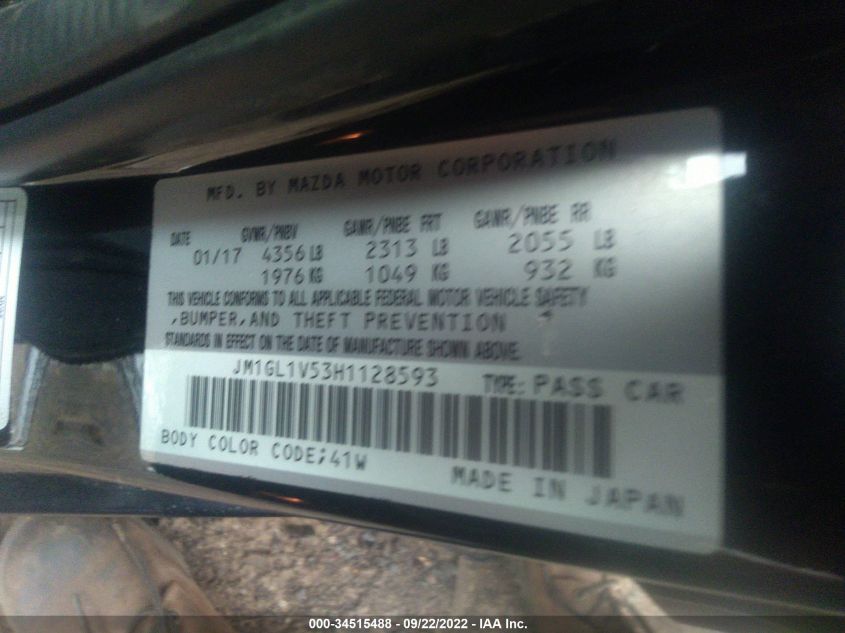 MFD. BY MAZDA MOTOR CORPORATION
DATE GVWR/PNBV GAWR/PNBE FRT GAWR/PNBE RR
01/17 4356 LB 2313 LB 2055 LB
1976 KG 1049 KG 932 KG
THIS VEHICLE CONFORMS TO ALL APPLICABLE FEDERAL MOTOR VEHICLE SAFETY
,BUMPER,AND THEFT PREVENTION
STANDARDS IN EFFECT ON THE DATE OF MANUFACTURE SHOWN ABOVE.
JM1GL1V53H1128593 TYPE: PASS CAR
BODY COLOR CODE;41W
MADE IN JAPAN
000-34515488 - 09/22/2022 - IAA Inc.